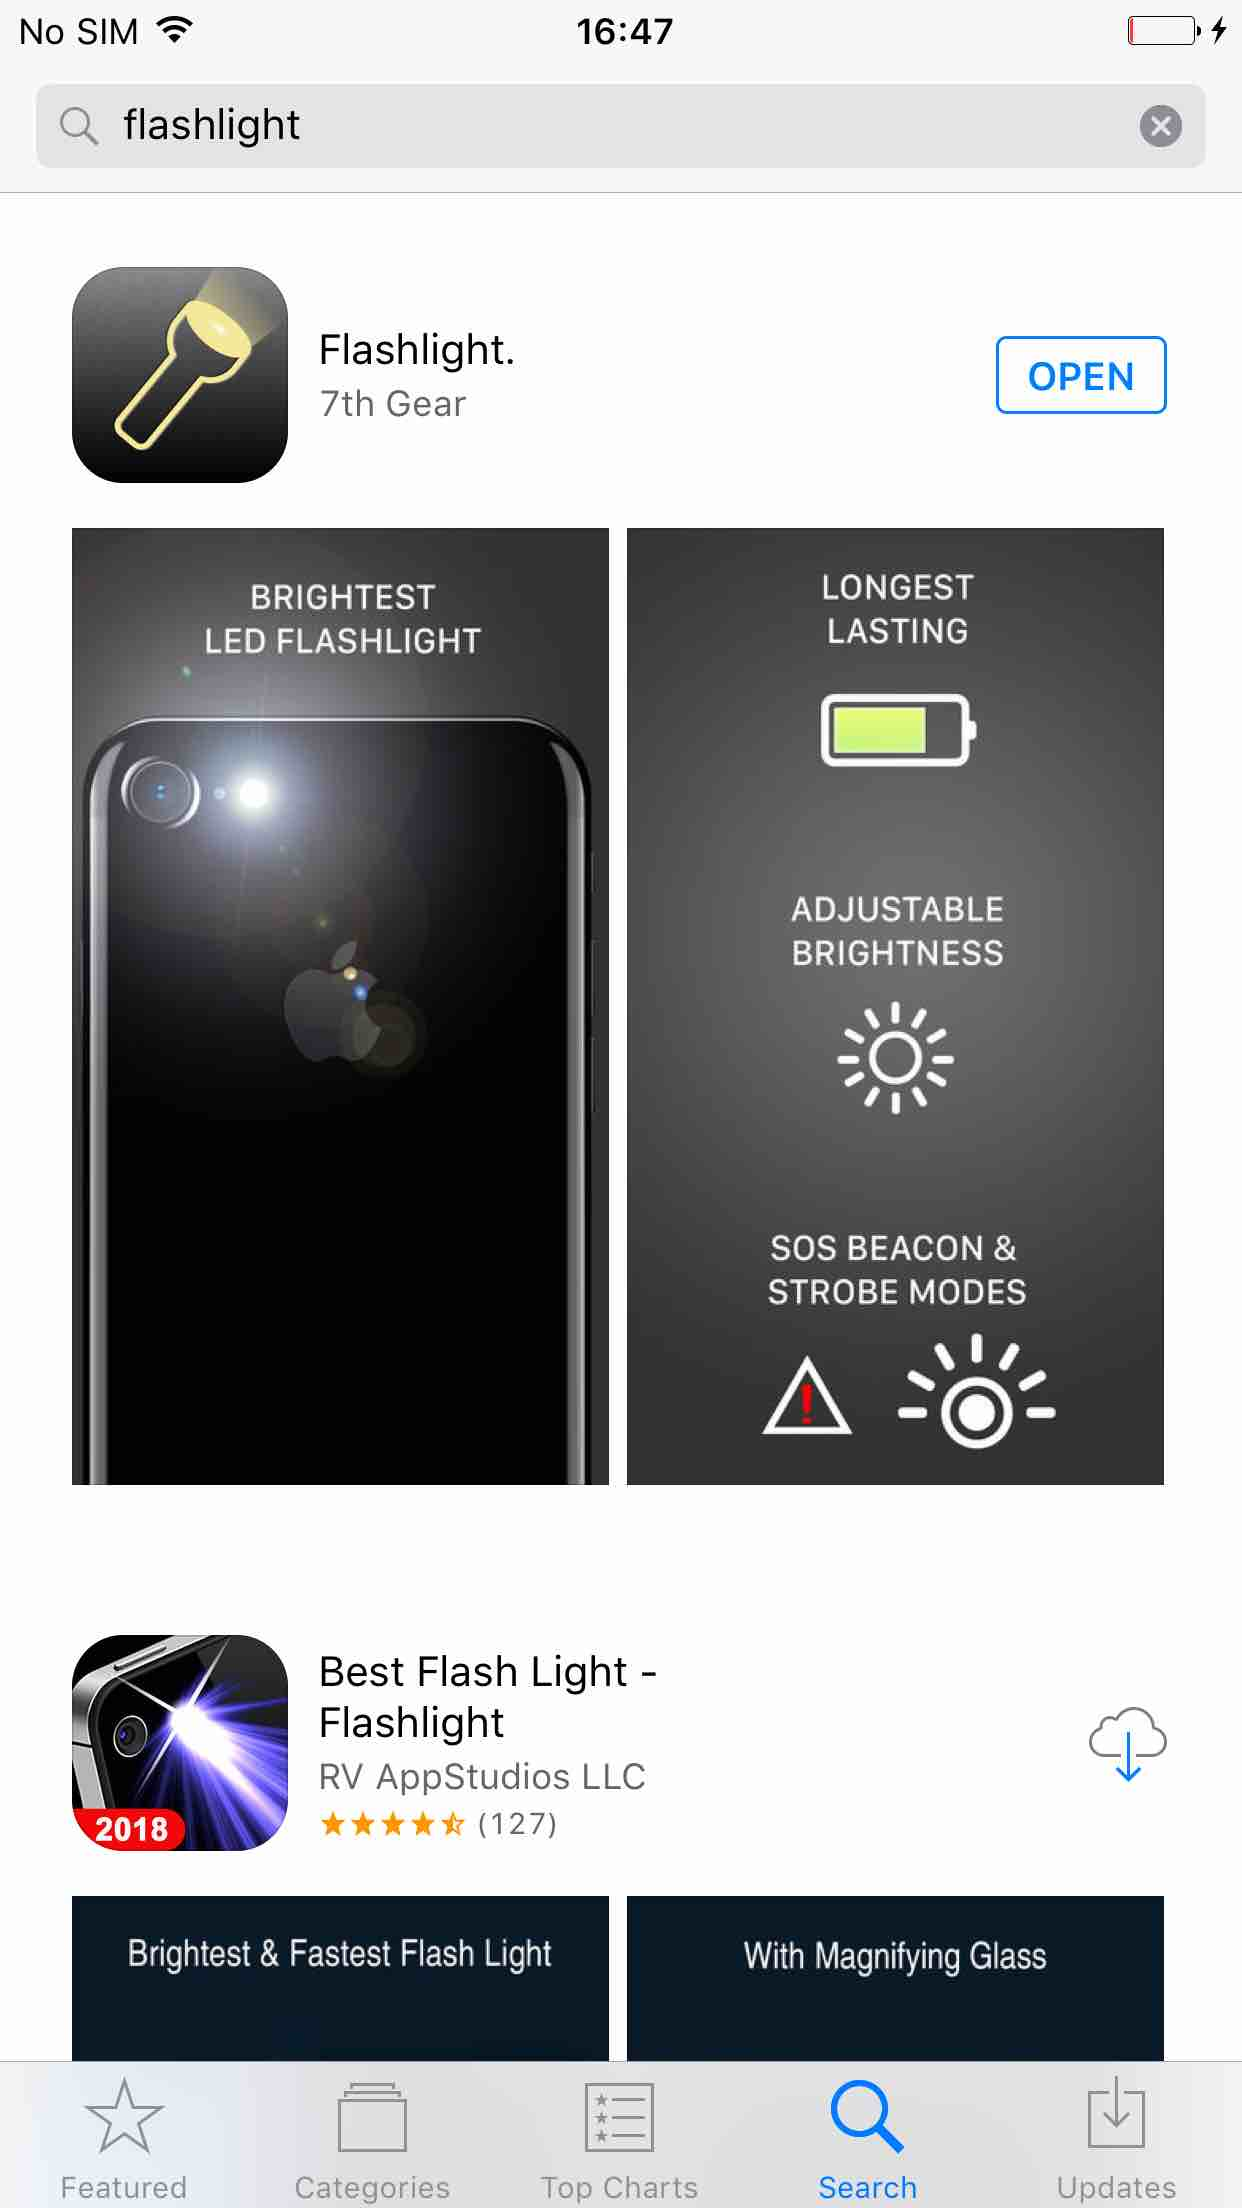 No SIM 16:47
flashlight
Flashlight.
7th Gear
OPEN
BRIGHTEST
LED FLASHLIGHT
LONGEST
LASTING
ADJUSTABLE
BRIGHTNESS
SOS BEACON &
STROBE MODES
Best Flash Light -
Flashlight
RV AppStudios LLC
(127)
2018
Brightest & Fastest Flash Light
With Magnifying Glass
Featured
Categories
Top Charts
Search
Updates